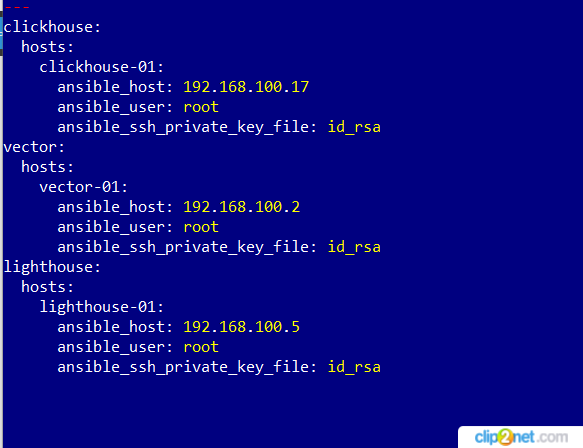 ---
clickhouse:
  hosts:
    clickhouse-01:
      ansible_host: 192.168.100.17
      ansible_user: root
      ansible_ssh_private_key_file: id_rsa
vector:
  hosts:
    vector-01:
      ansible_host: 192.168.100.2
      ansible_user: root
      ansible_ssh_private_key_file: id_rsa
lighthouse:
  hosts:
    lighthouse-01:
      ansible_host: 192.168.100.5
      ansible_user: root
      ansible_ssh_private_key_file: id_rsa
clip2net.com